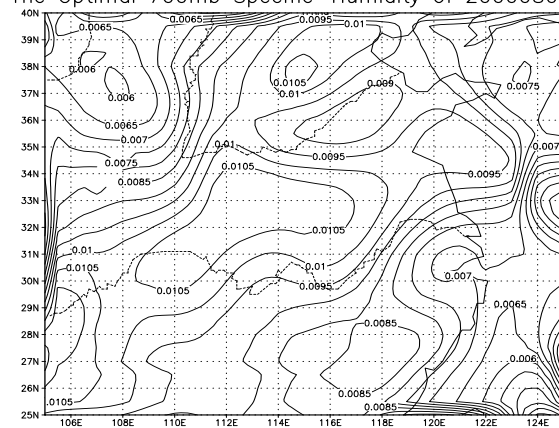 The optimal 700mb Specific Humidity of
40N
39N
38N
37N
36N
35N
34N
33N
32N
31N
30N
29N
28N
27N
26N
25N
106E 108E 110E 112E 114E 116E 118E 120E 122E 124E
0.0065 0.0065 0.0095 0.01
0.006 0.0105 0.009 0.0075
0.006 0.01
0.0065
0.007 0.01 0.0095 0.007
0.0075 0.0105 0.0095
0.0085
0.0105
0.01
0.0105 0.01 0.007
0.0105 0.0095
0.0065
0.0085
0.006
0.0085
.0105 0.0085